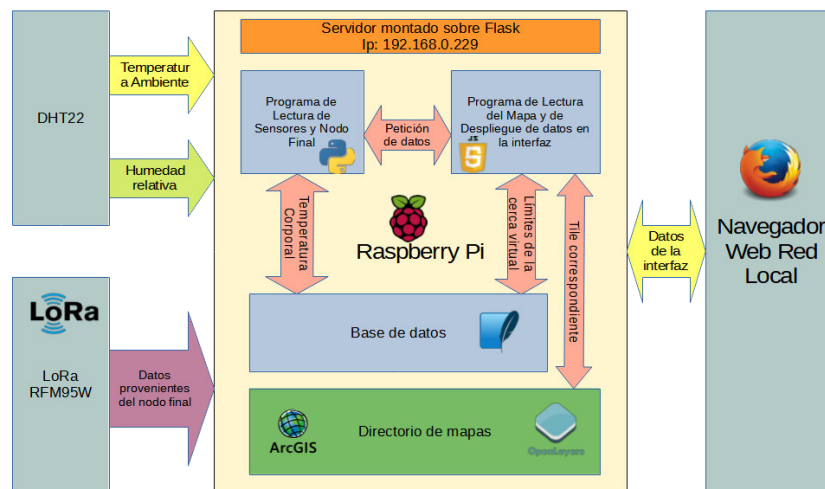 Servidor montado sobre Flask
Ip: 192.168.0.229
DHT22
Temperatur
a Ambiente
Humedad
relativa
Programa de
Lectura de
Sensores y Nodo
Final
Petición
de datos
Programa de Lectura
del Mapa y de
Despliegue de datos en
la interfaz
Temperatura
Corporal
Raspberry Pi
Límites de la
cerca virtual
Tile correspondiente
Datos
de la
interfaz
Navegador
Web Red
Local
LoRa
LoRa
RFM95W
Datos
provenientes
del nodo final
Base de datos
ArcGIS
Directorio de mapas
OpenLayers